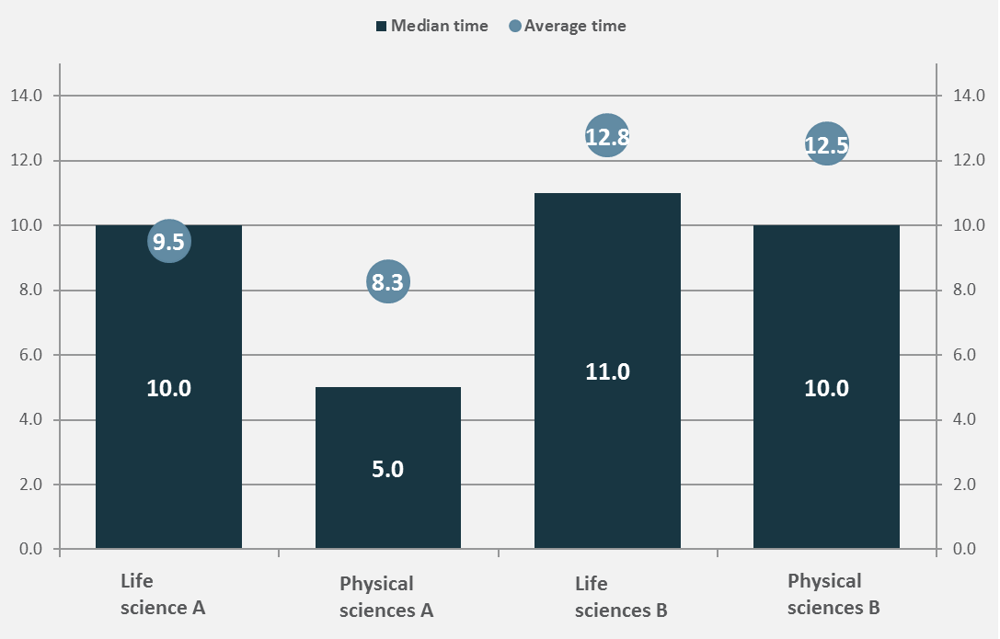 Median time Average time
14.0 14.0
12.8
12.5
12.0 12.0
10.0 10.0
9.5
8.3
8.0 8.0
6.0 6.0
11.0
10.0 10.0
4.0 4.0
5.0
2.0 2.0
0.0 0.0
Life
science A
Physical
sciences A
Life
sciences B
Physical
sciences B